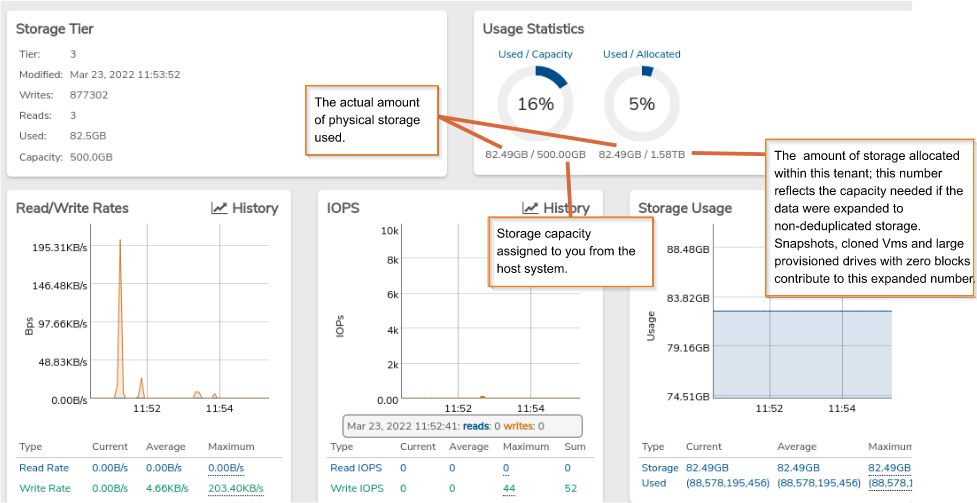 Storage Tier
Tier: 3
Modified: Mar 23, 2022 11:53:52
Writes: 877302
Reads: 3
Used: 82.5GB
Capacity: 500.0GB
Usage Statistics
Used / Capacity
Used / Allocated
16%
5%
82.49GB / 500.00GB
82.49GB / 1.58TB
The actual amount
of physical storage
used.
The amount of storage allocated
within this tenant; this number
reflects the capacity needed if the
data were expanded to
non-deduplicated storage.
Snapshots, cloned Vms and large
provisioned drives with zero blocks
contribute to this expanded number.
Storage capacity
assigned to you from the
host system.
Read/Write Rates
History
Bps
195.31KB/s
146.48KB/s
97.66KB/s
48.83KB/s
0.00B/s
11:52 11:54
Type Current Average Maximum
Read Rate 0.00B/s 0.00B/s 0.00B/s
Write Rate 0.00B/s 4.66KB/s 203.40KB/s
IOPS
History
IOPs
10k
8k
6k
4k
2k
0.00
11:52 11:54
Mar 23, 2022 11:52:41: reads: 0 writes: 0
Type Current Average Maximum Sum
Read IOPS 0 0 0 0
Write IOPS 0 0 44 52
Storage Usage
Usage
88.48GB
83.82GB
79.16GB
74.51GB
11:52 11:54
Type Current Average Maximum
Storage 82.49GB 82.49GB 82.49GB
Used (88,578,195,456) (88,578,195,456) (88,578,1